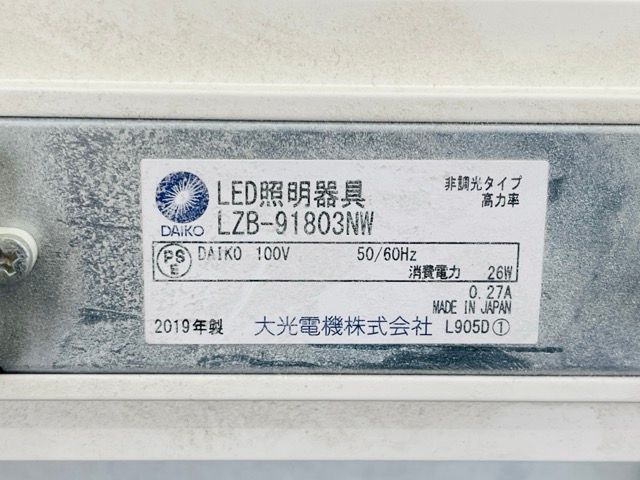 LED照明器具
LZB-91803NW
非調光タイプ
高力率
DAIKO
PS
E
DAIKO 100V 50/60Hz
消費電力 26W
0.27A
MADE IN JAPAN
2019年製 大光電機株式会社 L905D①